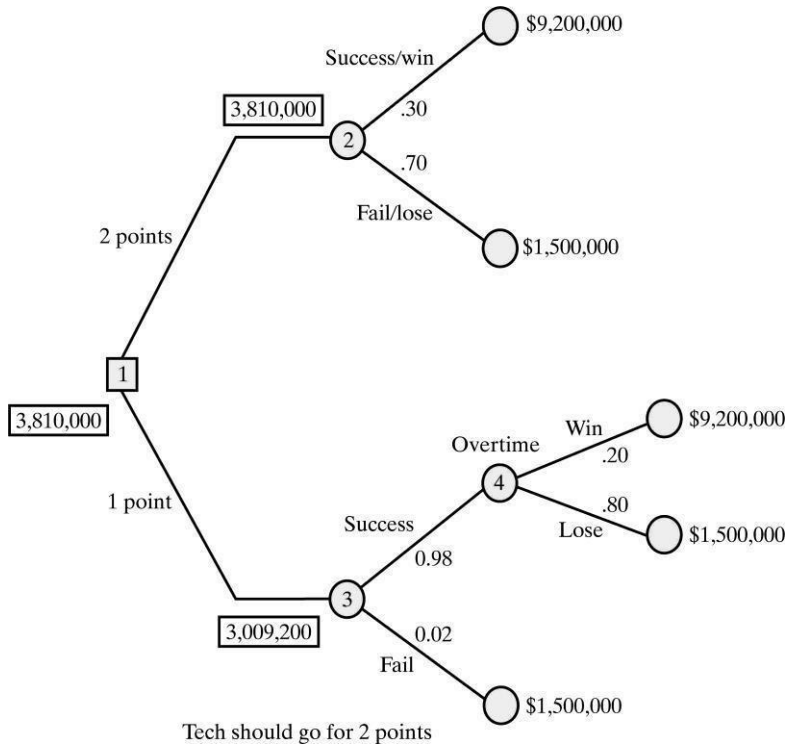 $9,200,000
Success/win
3,810,000
.30
2
.70
Fail/lose
2 points
$1,500,000
1
3,810,000
Win
$9,200,000
Overtime
.20
4
1 point
.80
$1,500,000
Success
Lose
0.98
3
0.02
3,009,200
Fail
$1,500,000
Tech should go for 2 points